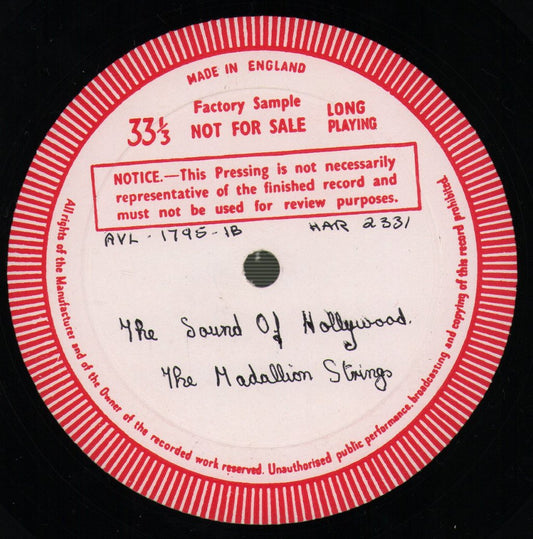 MADE IN ENGLAND
Factory Sample
33⅓ NOT FOR SALE LONG PLAYING
NOTICE.—This Pressing is not necessarily
representative of the finished record and
must not be used for review purposes.
AVL - 1795 - 1B HAR 2331
The Sound Of Hollywood.
The Madallion Strings
All rights of the Manufacturer and of the Owner of the recorded work reserved. Unauthorised public performance, broadcasting and copying of this record prohibited.